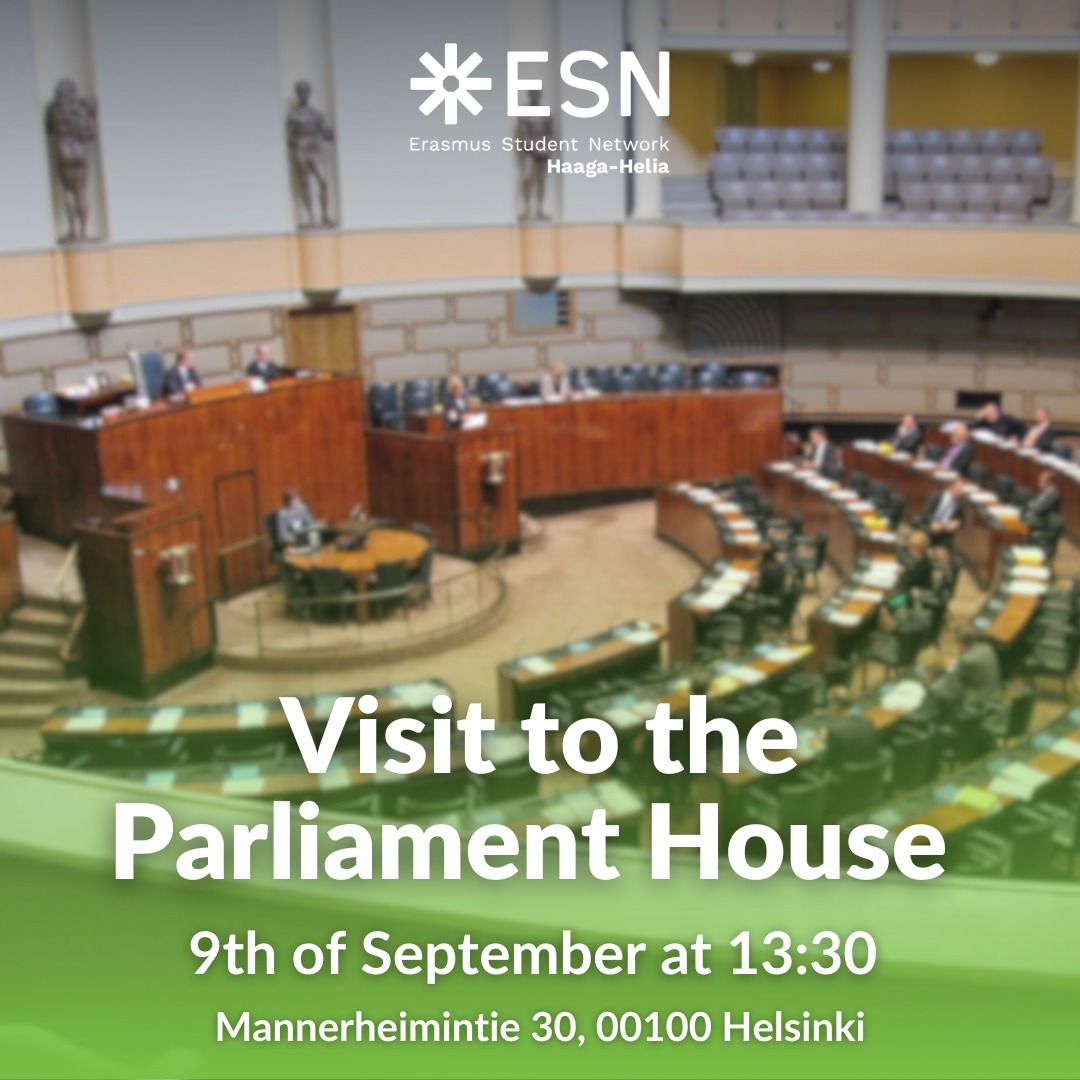 ESN
Erasmus Student Network
Haaga-Helia
Visit to the
Parliament House
9th of September at 13:30
Mannerheimintie 30, 00100 Helsinki